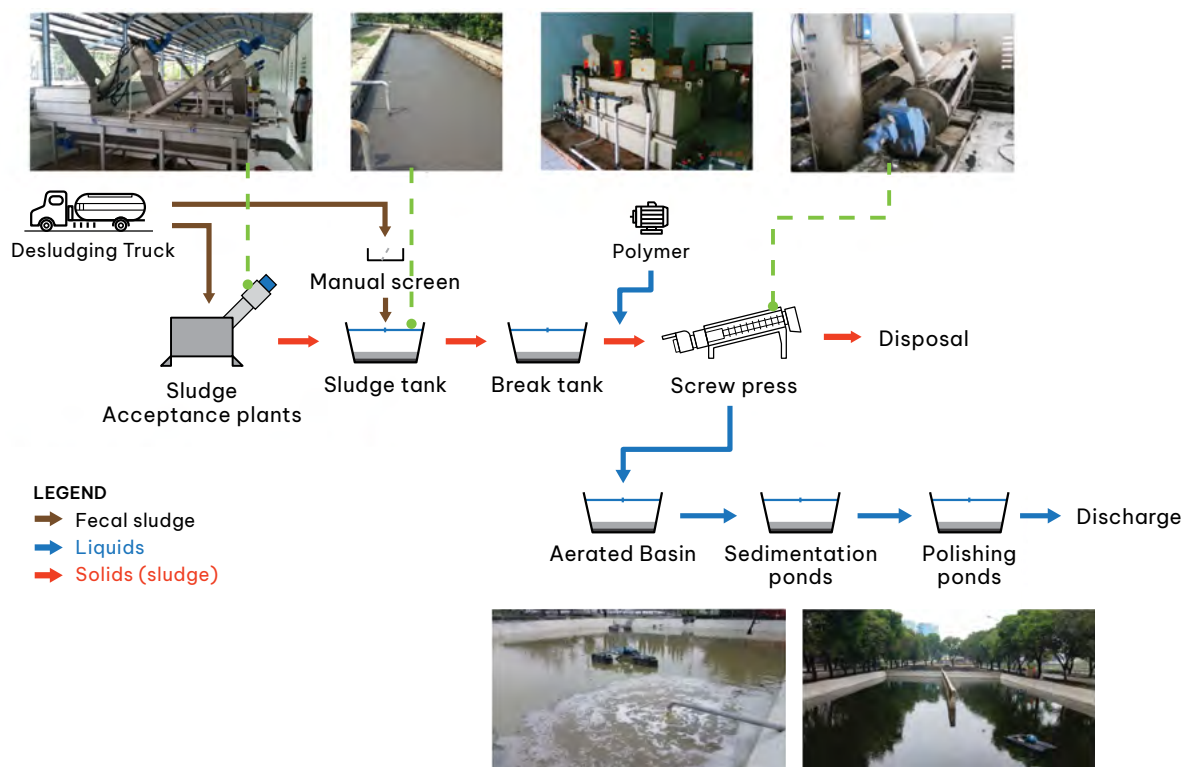 Desludging Truck
Polymer
Manual screen
Sludge
Acceptance plants
Sludge tank
Break tank
Screw press
Disposal
LEGEND
Fecal sludge
Liquids
Solids (sludge)
Aerated Basin
Sedimentation
ponds
Polishing
ponds
Discharge